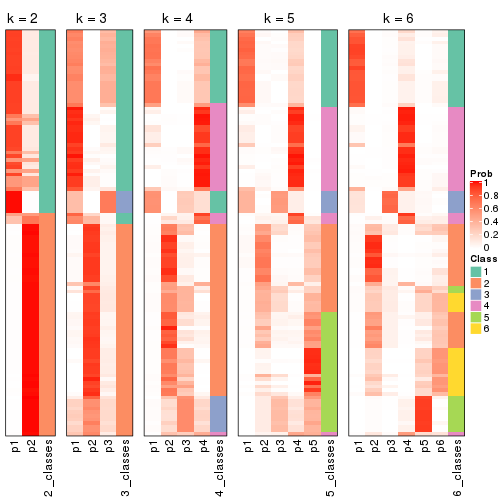 k = 2
k = 3
k = 4
k = 5
k = 6
p1
p2
2_classes
p1
p2
p3
3_classes
p1
p2
p3
p4
4_classes
p1
p2
p3
p4
p5
5_classes
p1
p2
p3
p4
p5
p6
6_classes
Prob
1
0.8
0.6
0.4
0.2
0
Class
1
2
3
4
5
6